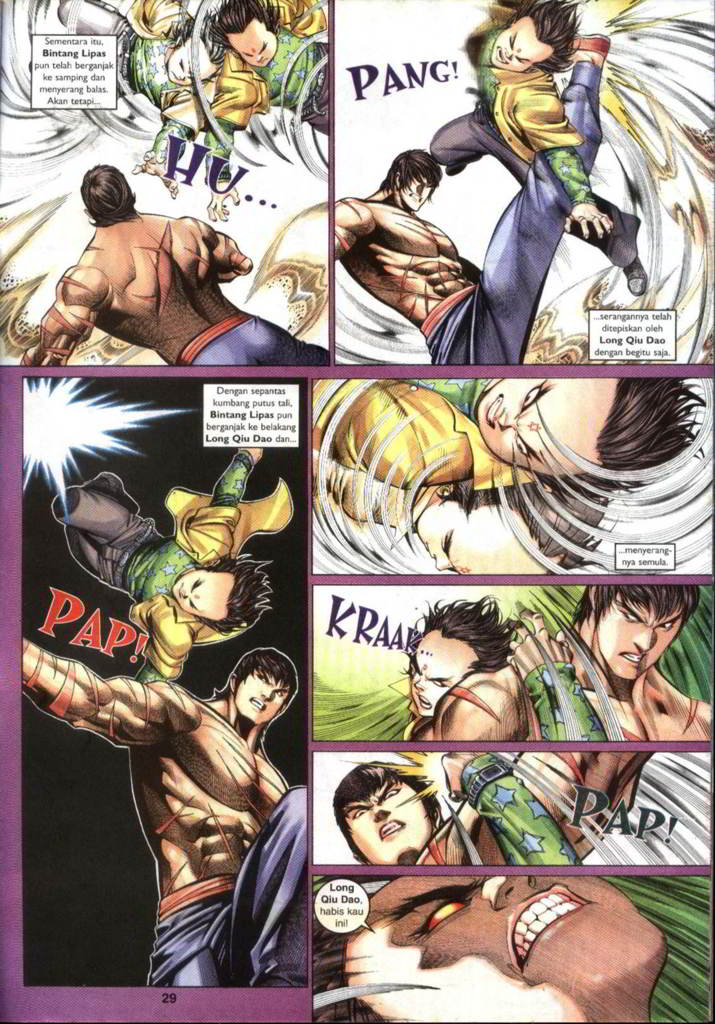 Sementara itu,
Bintang Lipas
pun telah berganjak
ke samping dan
menyerang balas.
Akan tetapi...
HU...
PANG!
...serangannya telah
ditepiskan oleh
Long Qiu Dao
dengan begitu saja.
Dengan sepantas
kumbang putus tali,
Bintang Lipas pun
berganjak ke belakang
Long Qiu Dao dan...
PAP!
...menyerang-
nya semula.
KRAAK...
PAP!
Long
Qiu Dao,
habis kau
ini!
29